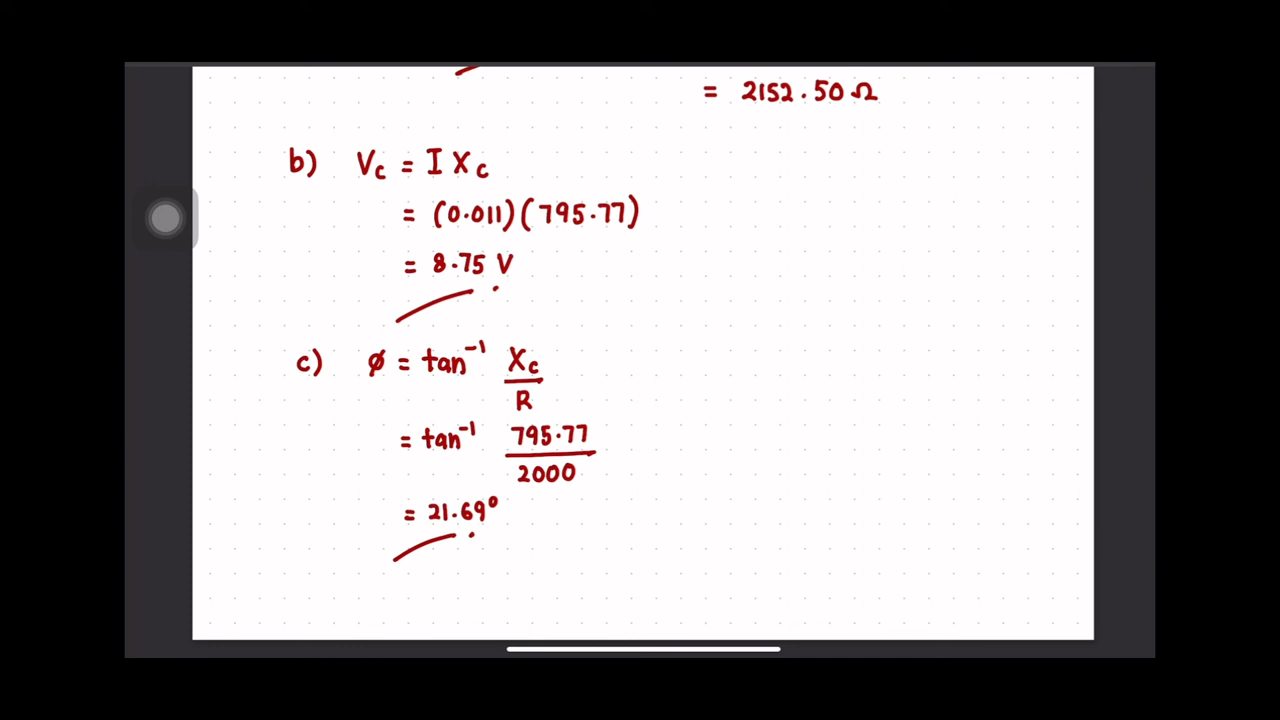 = 2152.50 Ω
b) Vc = I Xc
= (0.011)(795.77)
= 8.75 V
c) ø = tan⁻¹ Xc/R
= tan⁻¹ 795.77/2000
= 21.69°